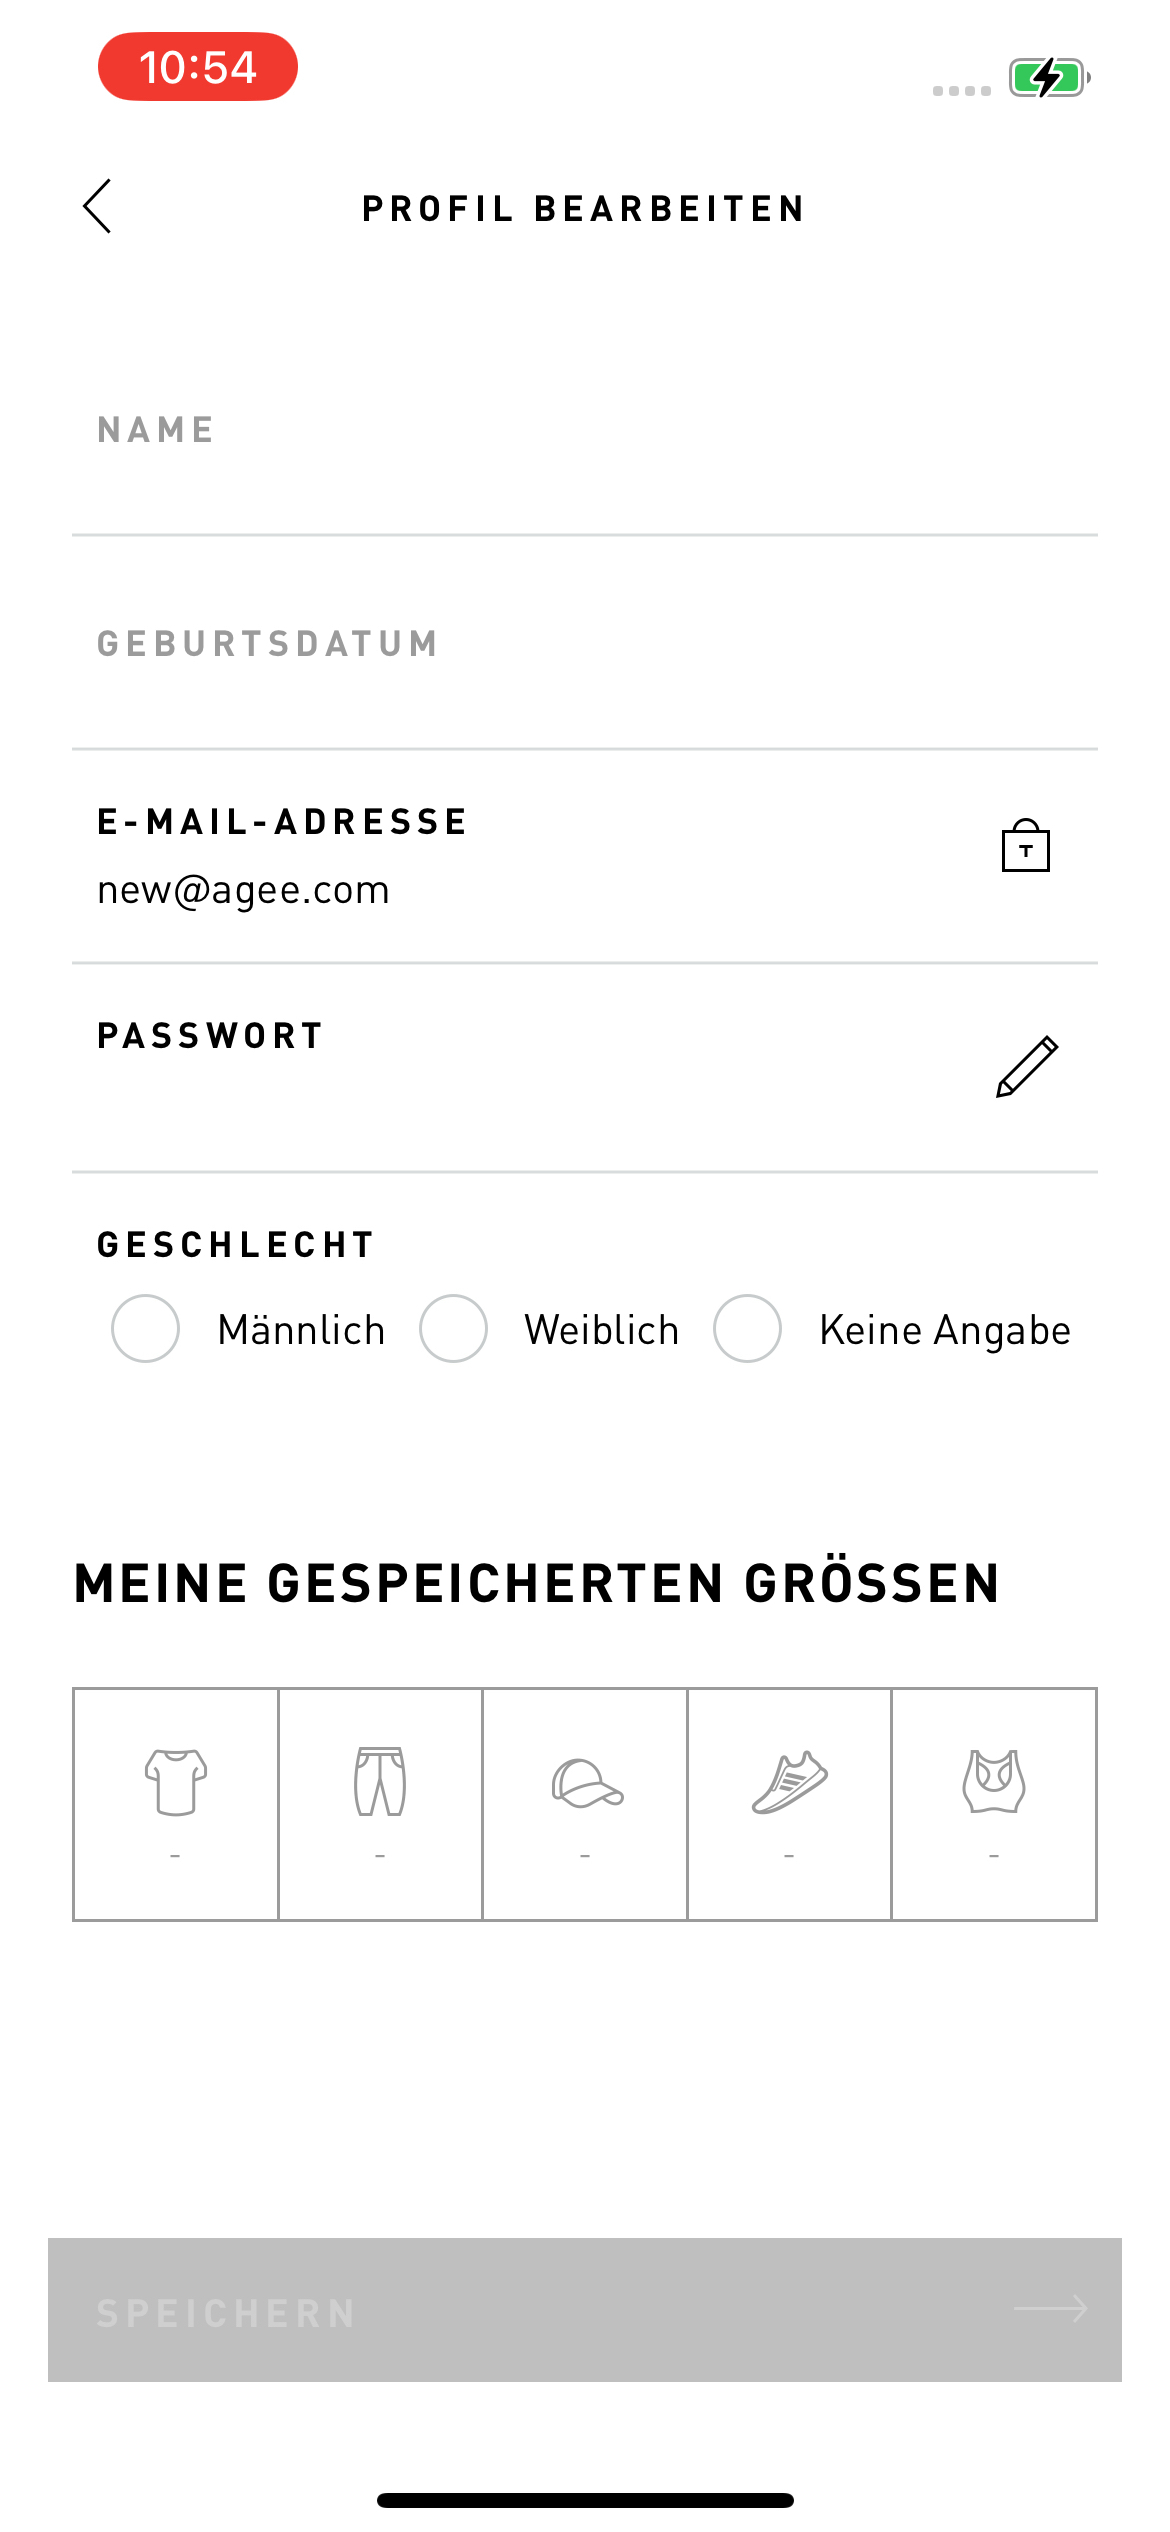 10:54
PROFIL BEARBEITEN
NAME
GEBURTSDATUM
E-MAIL-ADRESSE
new@agee.com
PASSWORT
GESCHLECHT
Männlich Weiblich Keine Angabe
MEINE GESPEICHERTEN GRÖSSEN
- - - - -
SPEICHERN